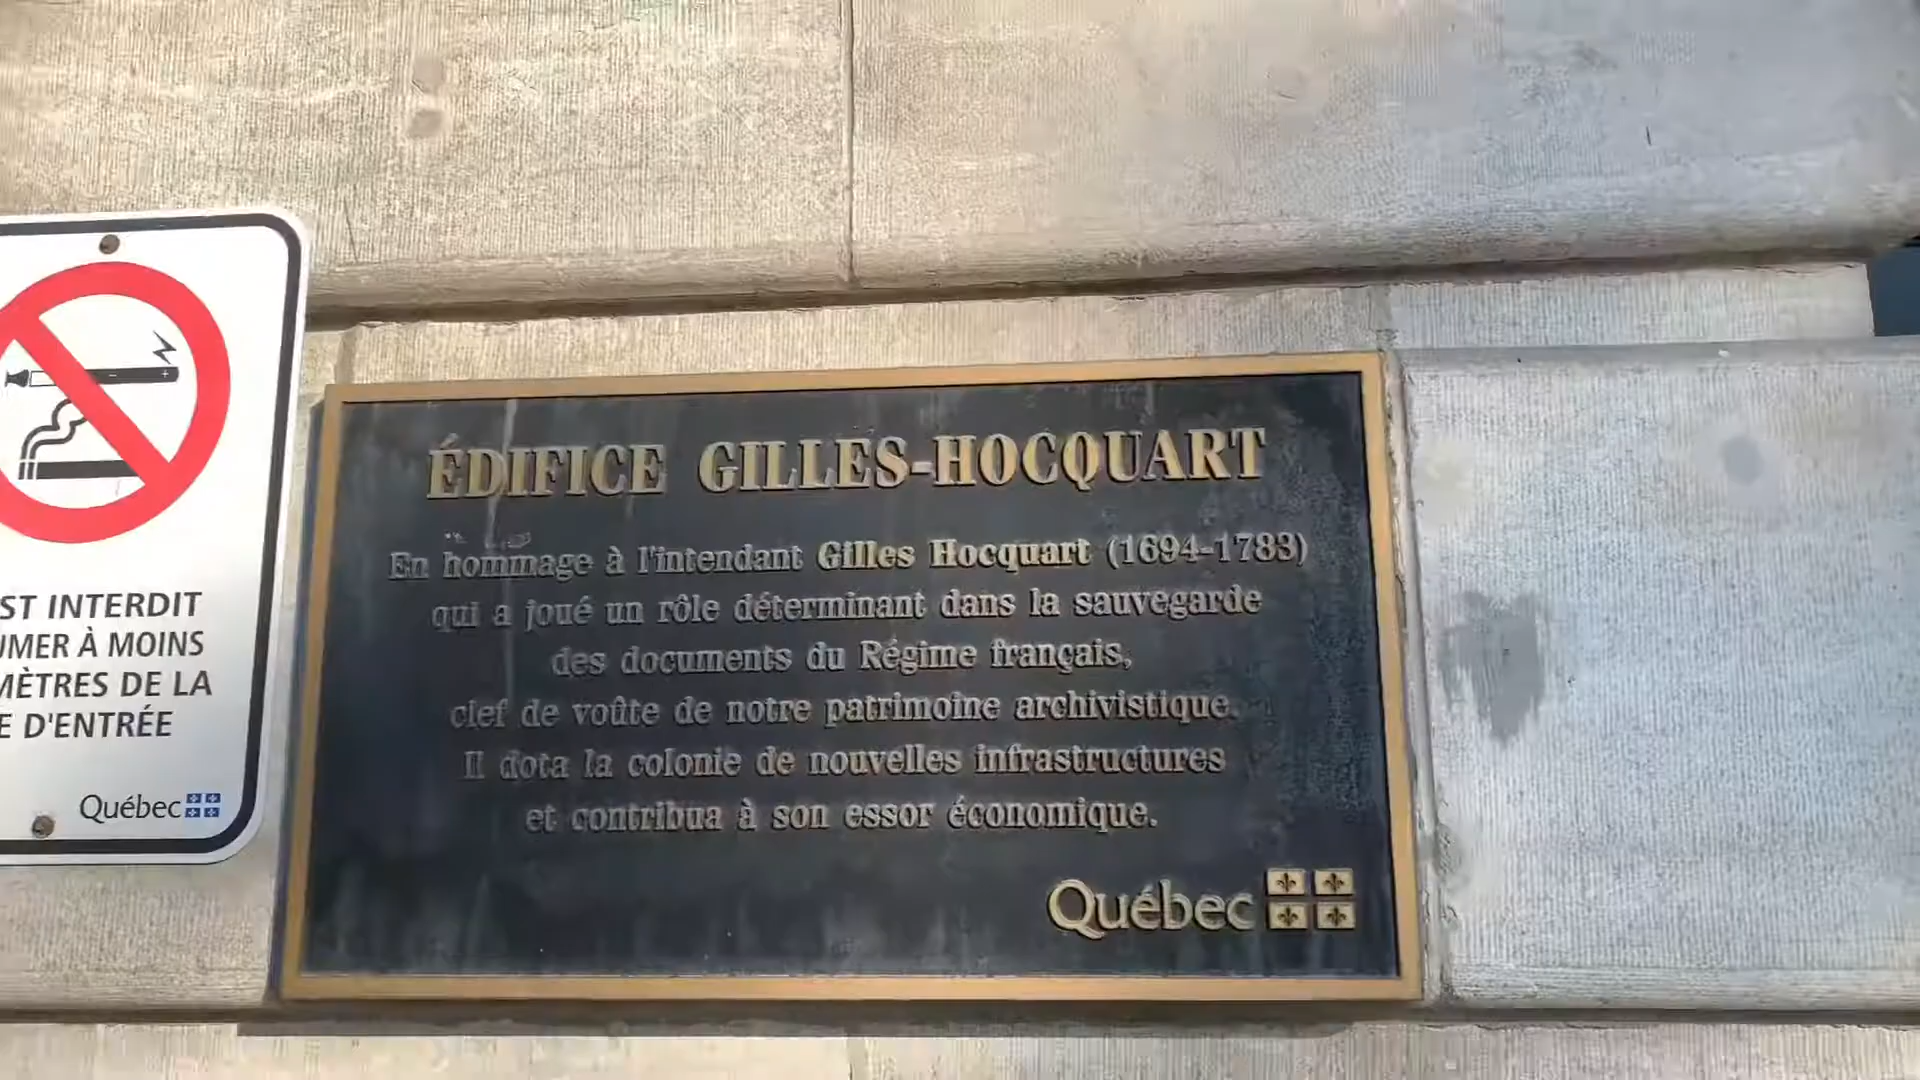 ST INTERDIT
UMER À MOINS
MÈTRES DE LA
E D'ENTRÉE
Québec
ÉDIFICE GILLES-HOCQUART
En hommage à l'intendant Gilles Hocquart (1694-1783)
qui a joué un rôle déterminant dans la sauvegarde
des documents du Régime français,
clef de voûte de notre patrimoine archivistique.
Il dota la colonie de nouvelles infrastructures
et contribua à son essor économique.
Québec